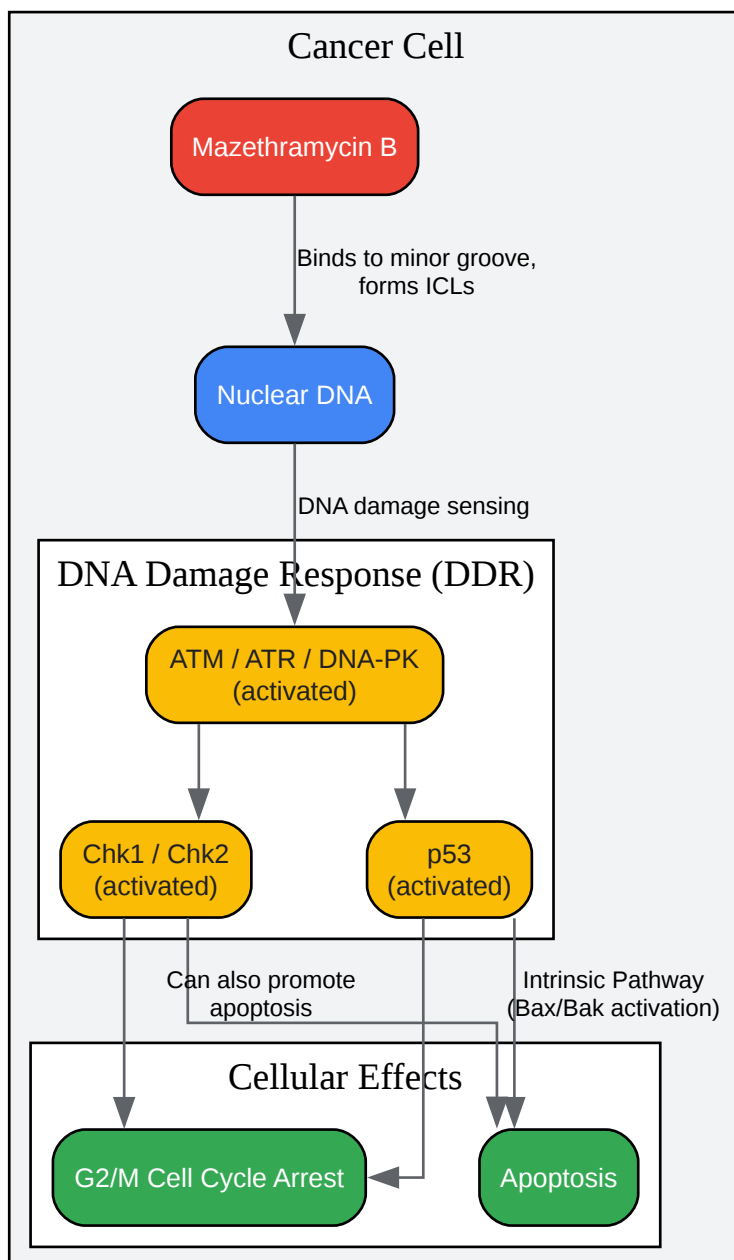 Cancer Cell
Mazethramycin B
Binds to minor groove,
forms ICLs
Nuclear DNA
DNA damage sensing
DNA Damage Response (DDR)
ATM / ATR / DNA-PK
(activated)
Chk1 / Chk2
(activated)
p53
(activated)
Can also promote
apoptosis
Intrinsic Pathway
(Bax/Bak activation)
Cellular Effects
G2/M Cell Cycle Arrest
Apoptosis